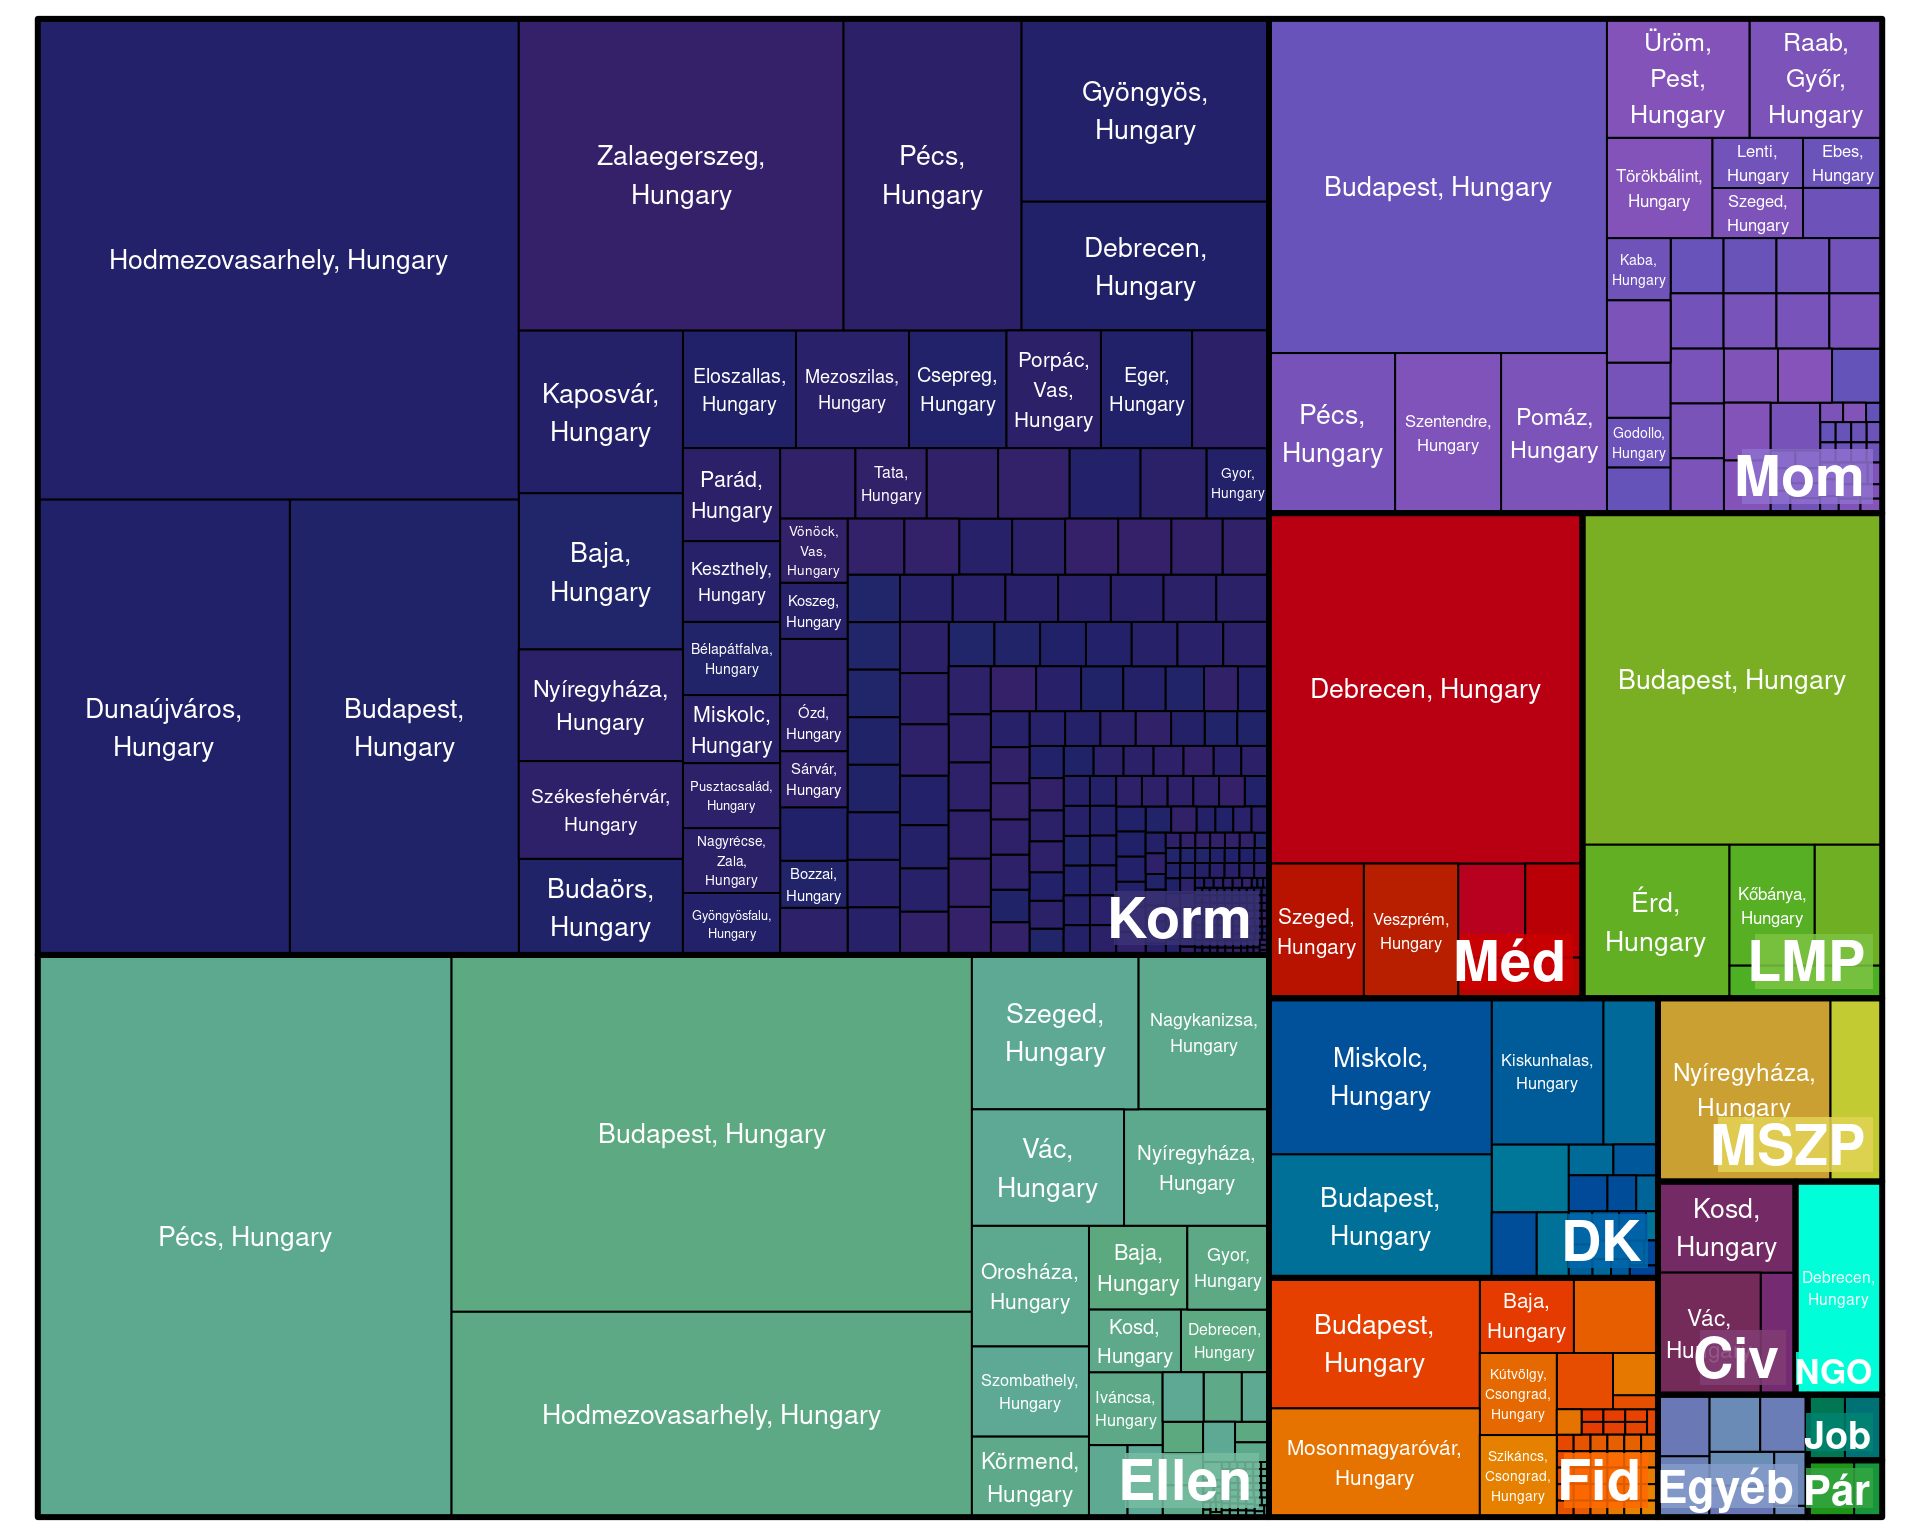 Hodmezovasarhely, Hungary
Dunaújváros,
Hungary
Budapest,
Hungary
Zalaegerszeg,
Hungary
Pécs,
Hungary
Gyöngyös,
Hungary
Debrecen,
Hungary
Kaposvár,
Hungary
Baja,
Hungary
Nyíregyháza,
Hungary
Székesfehérvár,
Hungary
Budaörs,
Hungary
Eloszallas,
Hungary
Mezoszilas,
Hungary
Csepreg,
Hungary
Porpác,
Vas,
Hungary
Eger,
Hungary
Parád,
Hungary
Keszthely,
Hungary
Bélapátfalva,
Hungary
Miskolc,
Hungary
Pusztacsalád,
Hungary
Nagyrécse,
Zala,
Hungary
Gyöngyösfalu,
Hungary
Tata,
Hungary
Gyor,
Hungary
Vönöck,
Vas,
Hungary
Koszeg,
Hungary
Ózd,
Hungary
Sárvár,
Hungary
Bozzai,
Hungary
Korm
Budapest, Hungary
Üröm,
Pest,
Hungary
Raab,
Győr,
Hungary
Törökbálint,
Hungary
Lenti,
Hungary
Ebes,
Hungary
Szeged,
Hungary
Kaba,
Hungary
Godollo,
Hungary
Pécs,
Hungary
Szentendre,
Hungary
Pomáz,
Hungary
Mom
Debrecen, Hungary
Szeged,
Hungary
Veszprém,
Hungary
Méd
Budapest, Hungary
Érd,
Hungary
Kőbánya,
Hungary
LMP
Pécs, Hungary
Budapest, Hungary
Hodmezovasarhely, Hungary
Szeged,
Hungary
Nagykanizsa,
Hungary
Vác,
Hungary
Nyíregyháza,
Hungary
Orosháza,
Hungary
Baja,
Hungary
Gyor,
Hungary
Kosd,
Hungary
Debrecen,
Hungary
Szombathely,
Hungary
Iváncsa,
Hungary
Körmend,
Hungary
Ellen
Miskolc,
Hungary
Kiskunhalas,
Hungary
Budapest,
Hungary
DK
Nyíregyháza,
Hungary
MSZP
Budapest,
Hungary
Baja,
Hungary
Kútvölgy,
Csongrad,
Hungary
Mosonmagyaróvár,
Hungary
Szikáncs,
Csongrad,
Hungary
Fid
Kosd,
Hungary
Vác,
Hungary
Civ
Debrecen,
Hungary
NGO
Egyéb
Job
Pár